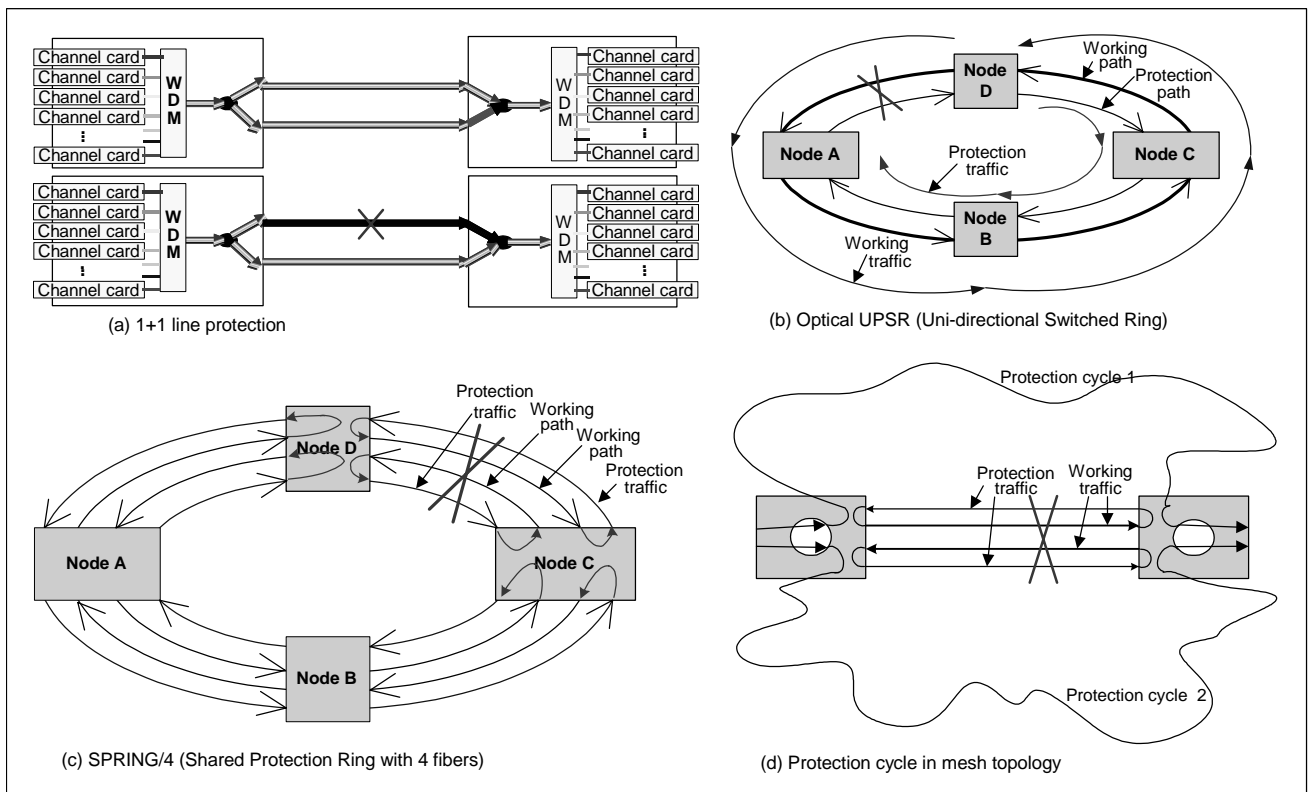 Channel card
Channel card
Channel card
Channel card
Channel card
⋮
Channel card
W
D
M
W
D
M
Channel card
Channel card
Channel card
Channel card
⋮
Channel card
Channel card
Channel card
Channel card
Channel card
⋮
Channel card
W
D
M
W
D
M
Channel card
Channel card
Channel card
Channel card
⋮
Channel card
(a) 1+1 line protection
Working
path
Protection
path
Node
D
Node A
Node C
Protection
traffic
Node
B
Working
traffic
(b) Optical UPSR (Uni-directional Switched Ring)
Protection
traffic
Working
path
Working
path
Protection
traffic
Node D
Node A
Node C
Node B
(c) SPRING/4 (Shared Protection Ring with 4 fibers)
Protection cycle 1
Protection
traffic
Working
traffic
Protection cycle 2
(d) Protection cycle in mesh topology